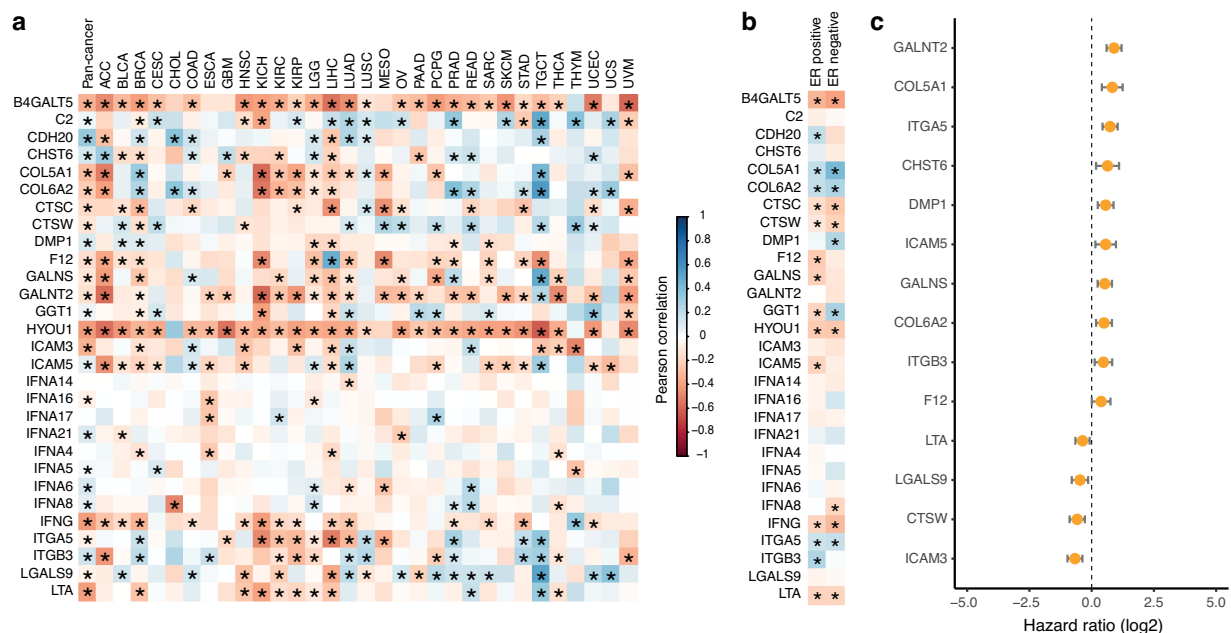 a
Pan-cancer
ACC
BLCA
BRCA
CESC
CHOL
COAD
ESCA
GBM
HNSC
KICH
KIRC
KIRP
LGG
LIHC
LUAD
LUSC
MESO
OV
PAAD
PCPG
PRAD
READ
SARC
SKCM
STAD
TGCT
THCA
THYM
UCEC
UCS
UVM
B4GALT5
C2
CDH20
CHST6
COL5A1
COL6A2
CTSC
CTSW
DMP1
F12
GALNS
GALNT2
GGT1
HYOU1
ICAM3
ICAM5
IFNA14
IFNA16
IFNA17
IFNA21
IFNA4
IFNA5
IFNA6
IFNA8
IFNG
ITGA5
ITGB3
LGALS9
LTA
Pearson correlation
1
0.8
0.6
0.4
0.2
0
−0.2
−0.4
−0.6
−0.8
−1
b
ER positive
ER negative
B4GALT5
C2
CDH20
CHST6
COL5A1
COL6A2
CTSC
CTSW
DMP1
F12
GALNS
GALNT2
GGT1
HYOU1
ICAM3
ICAM5
IFNA14
IFNA16
IFNA17
IFNA21
IFNA4
IFNA5
IFNA6
IFNA8
IFNG
ITGA5
ITGB3
LGALS9
LTA
c
GALNT2
COL5A1
ITGA5
CHST6
DMP1
ICAM5
GALNS
COL6A2
ITGB3
F12
LTA
LGALS9
CTSW
ICAM3
−5.0 0.0 2.5 5.0
Hazard ratio (log2)